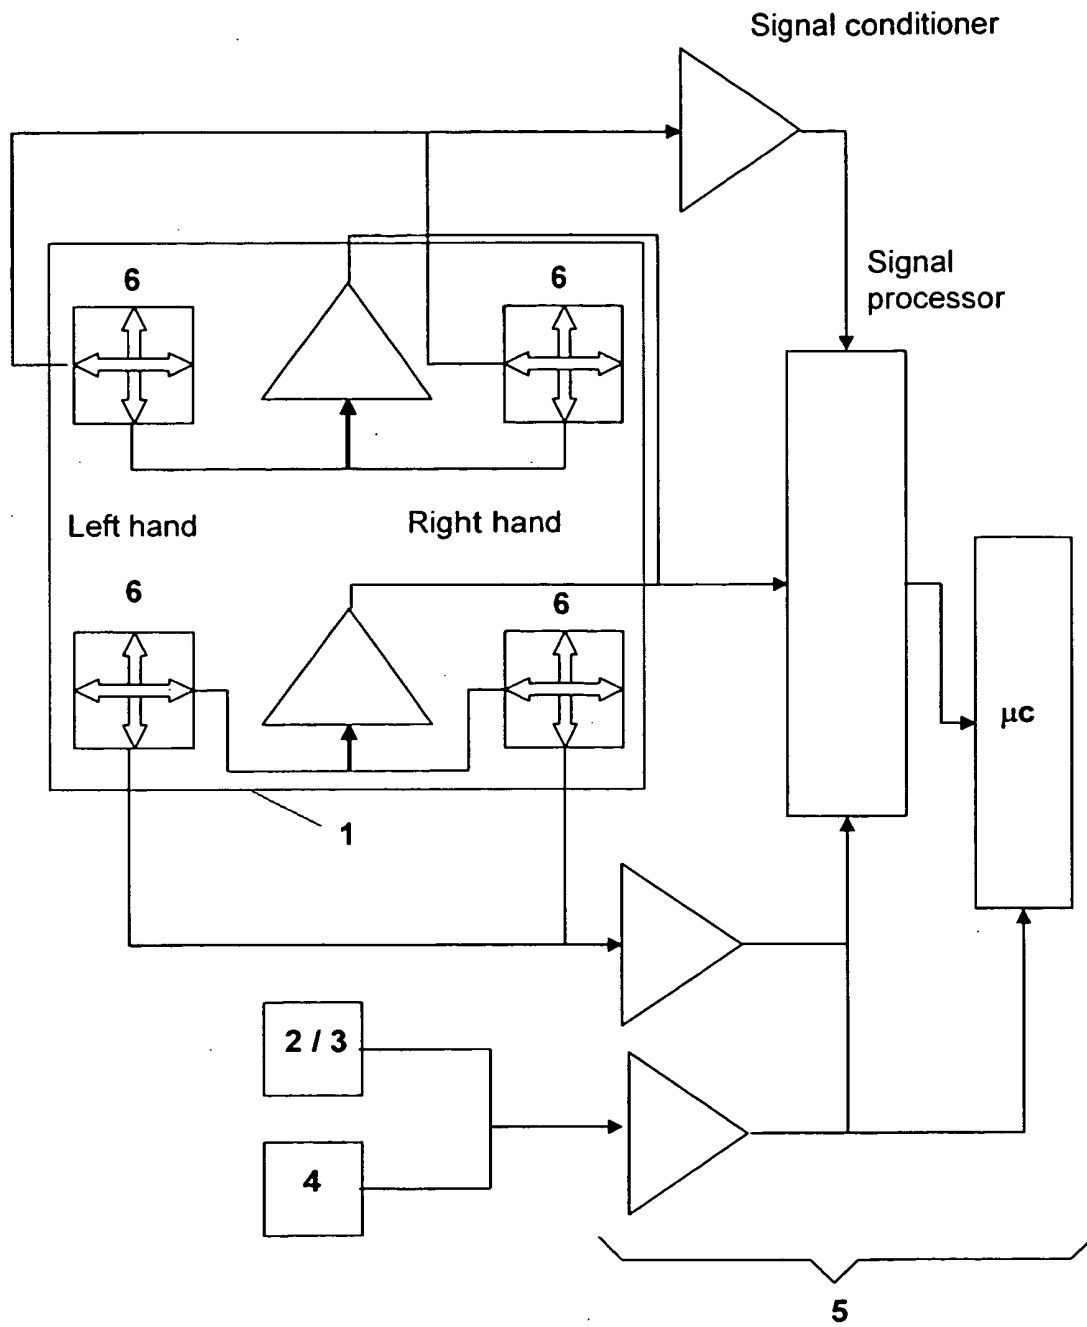 Signal conditioner
Signal
processor
6
6
Left hand
Right hand
6
6
μc
1
2 / 3
4
5